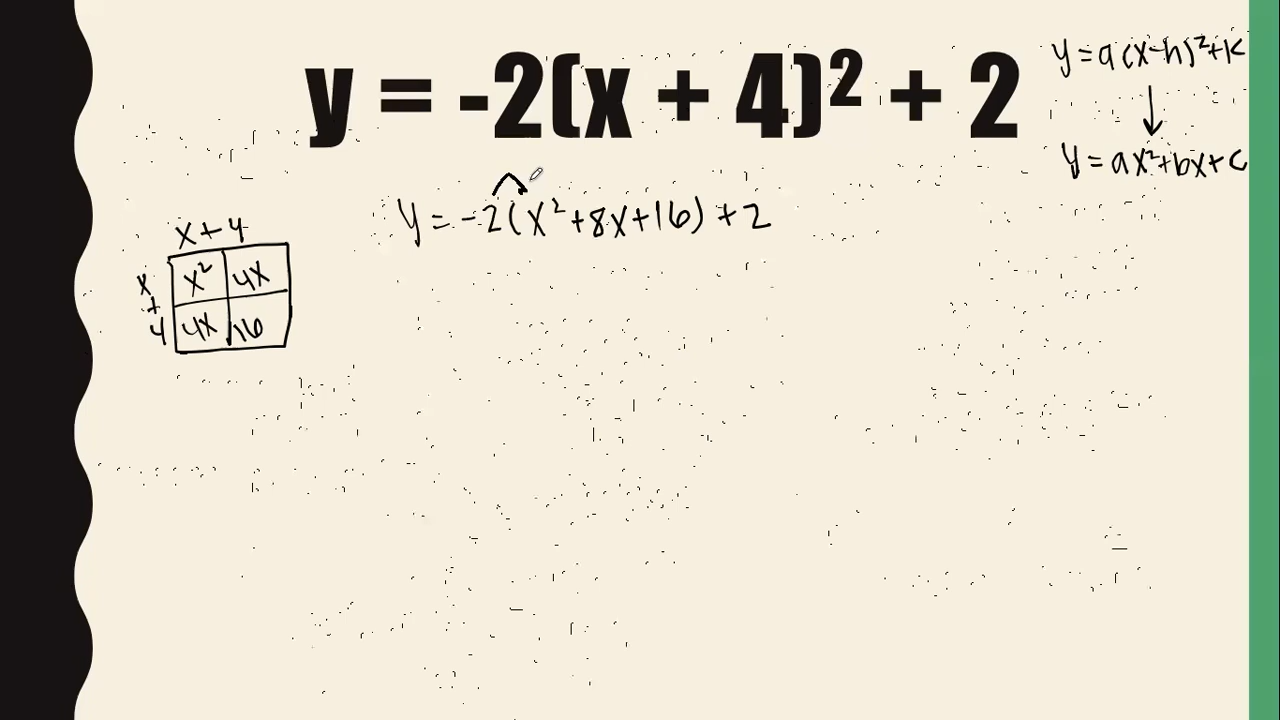 y = -2(x + 4)² + 2
y = a(x-h)²+k
y = ax²+bx+c
y = -2(x²+8x+16) +2
x+4
x x² 4x
+
4 4x 16